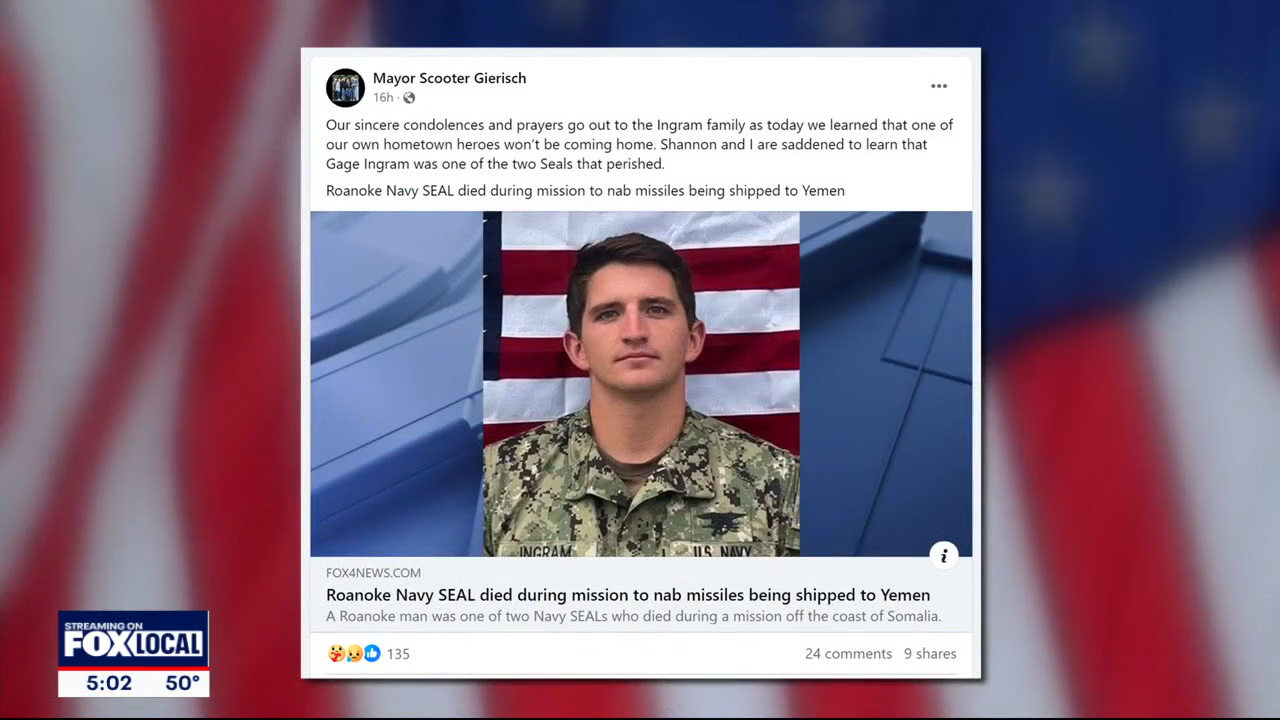 Mayor Scooter Gierisch
16h ·
Our sincere condolences and prayers go out to the Ingram family as today we learned that one of
our own hometown heroes won't be coming home. Shannon and I are saddened to learn that
Gage Ingram was one of the two Seals that perished.
Roanoke Navy SEAL died during mission to nab missiles being shipped to Yemen
INGRAM
U.S. NAVY
i
FOX4NEWS.COM
Roanoke Navy SEAL died during mission to nab missiles being shipped to Yemen
A Roanoke man was one of two Navy SEALs who died during a mission off the coast of Somalia.
135
24 comments 9 shares
STREAMING ON
FOX LOCAL
5:02 50°